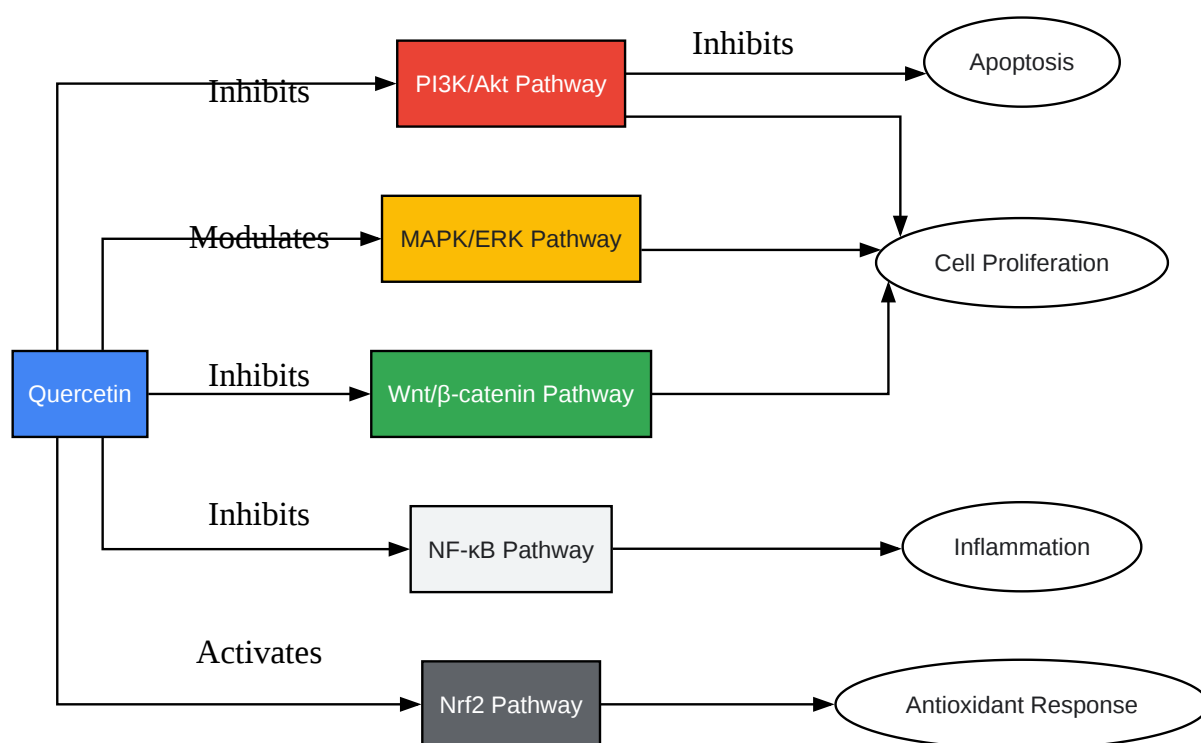 Inhibits
Apoptosis
PI3K/Akt Pathway
Inhibits
Modulates
MAPK/ERK Pathway
Cell Proliferation
Inhibits
Quercetin
Wnt/β-catenin Pathway
Inhibits
NF-κB Pathway
Inflammation
Activates
Nrf2 Pathway
Antioxidant Response